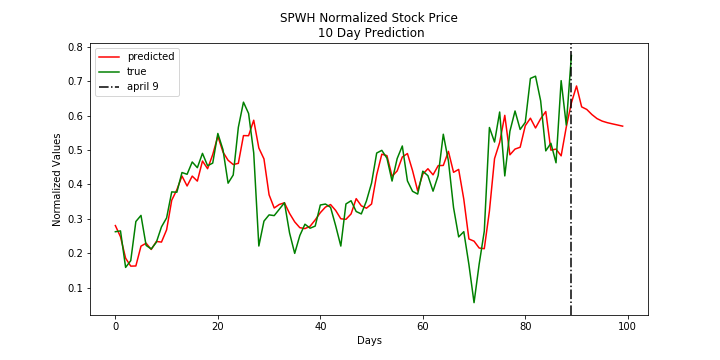 SPWH Normalized Stock Price
10 Day Prediction
predicted
true
april 9
Normalized Values
0.8
0.7
0.6
0.5
0.4
0.3
0.2
0.1
0 20 40 60 80 100
Days